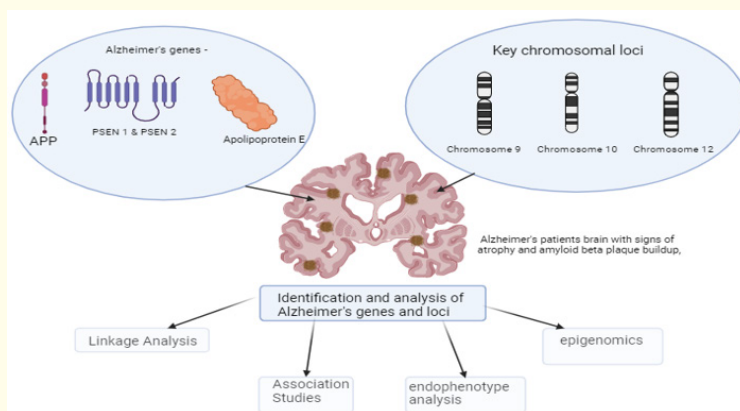 Alzheimer's genes -
APP
PSEN 1 & PSEN 2
Apolipoprotein E
Key chromosomal loci
Chromosome 9
Chromosome 10
Chromosome 12
Alzheimer's patients brain with signs of
atrophy and amyloid beta plaque buildup,
Identification and analysis of
Alzheimer's genes and loci
Linkage Analysis
Association
Studies
endophenotype
analysis
epigenomics